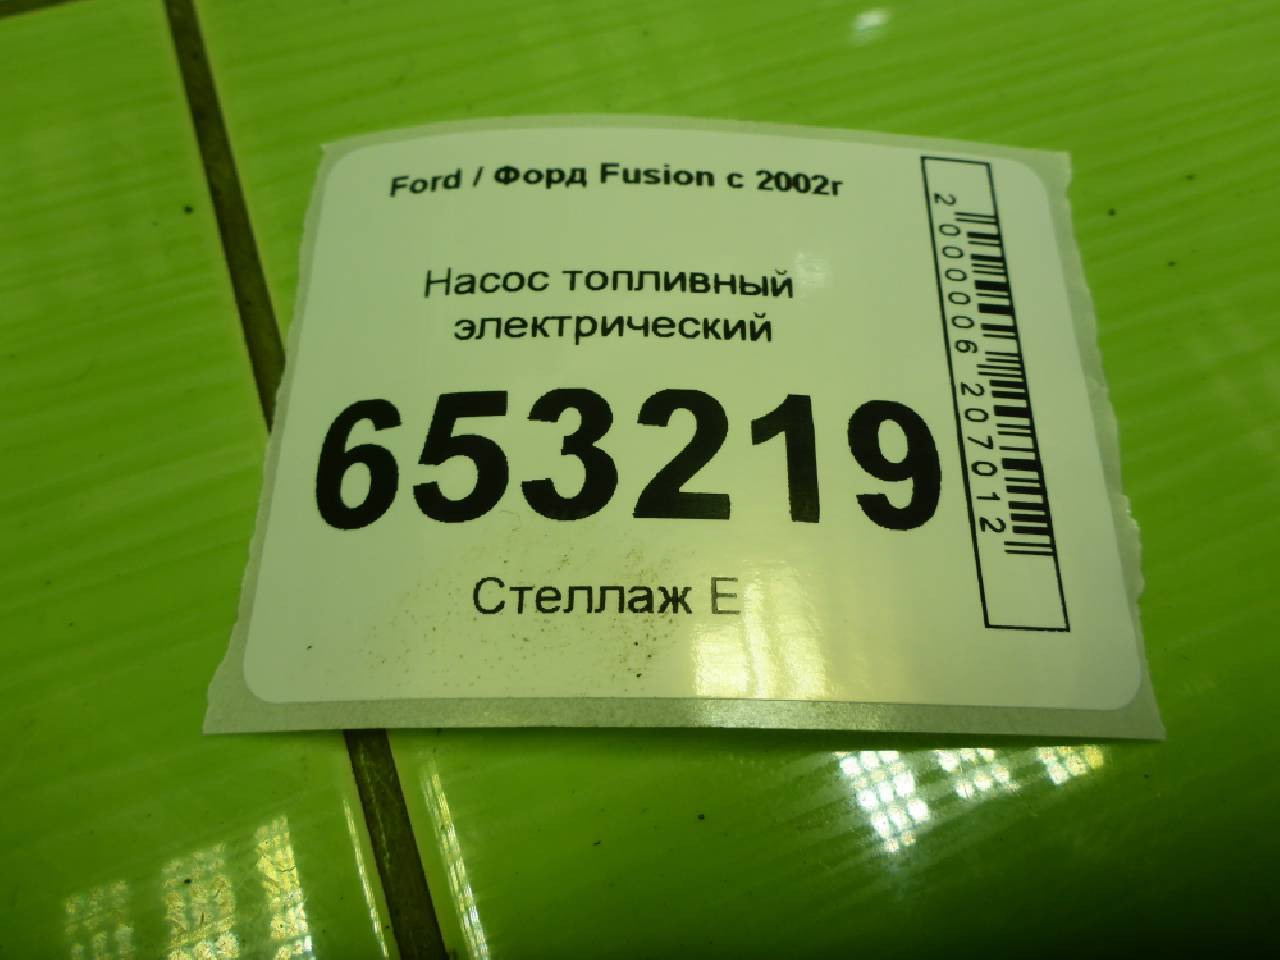 Ford / Форд Fusion с 2002г
Насос топливный
электрический
653219
Стеллаж Е
2000006207012